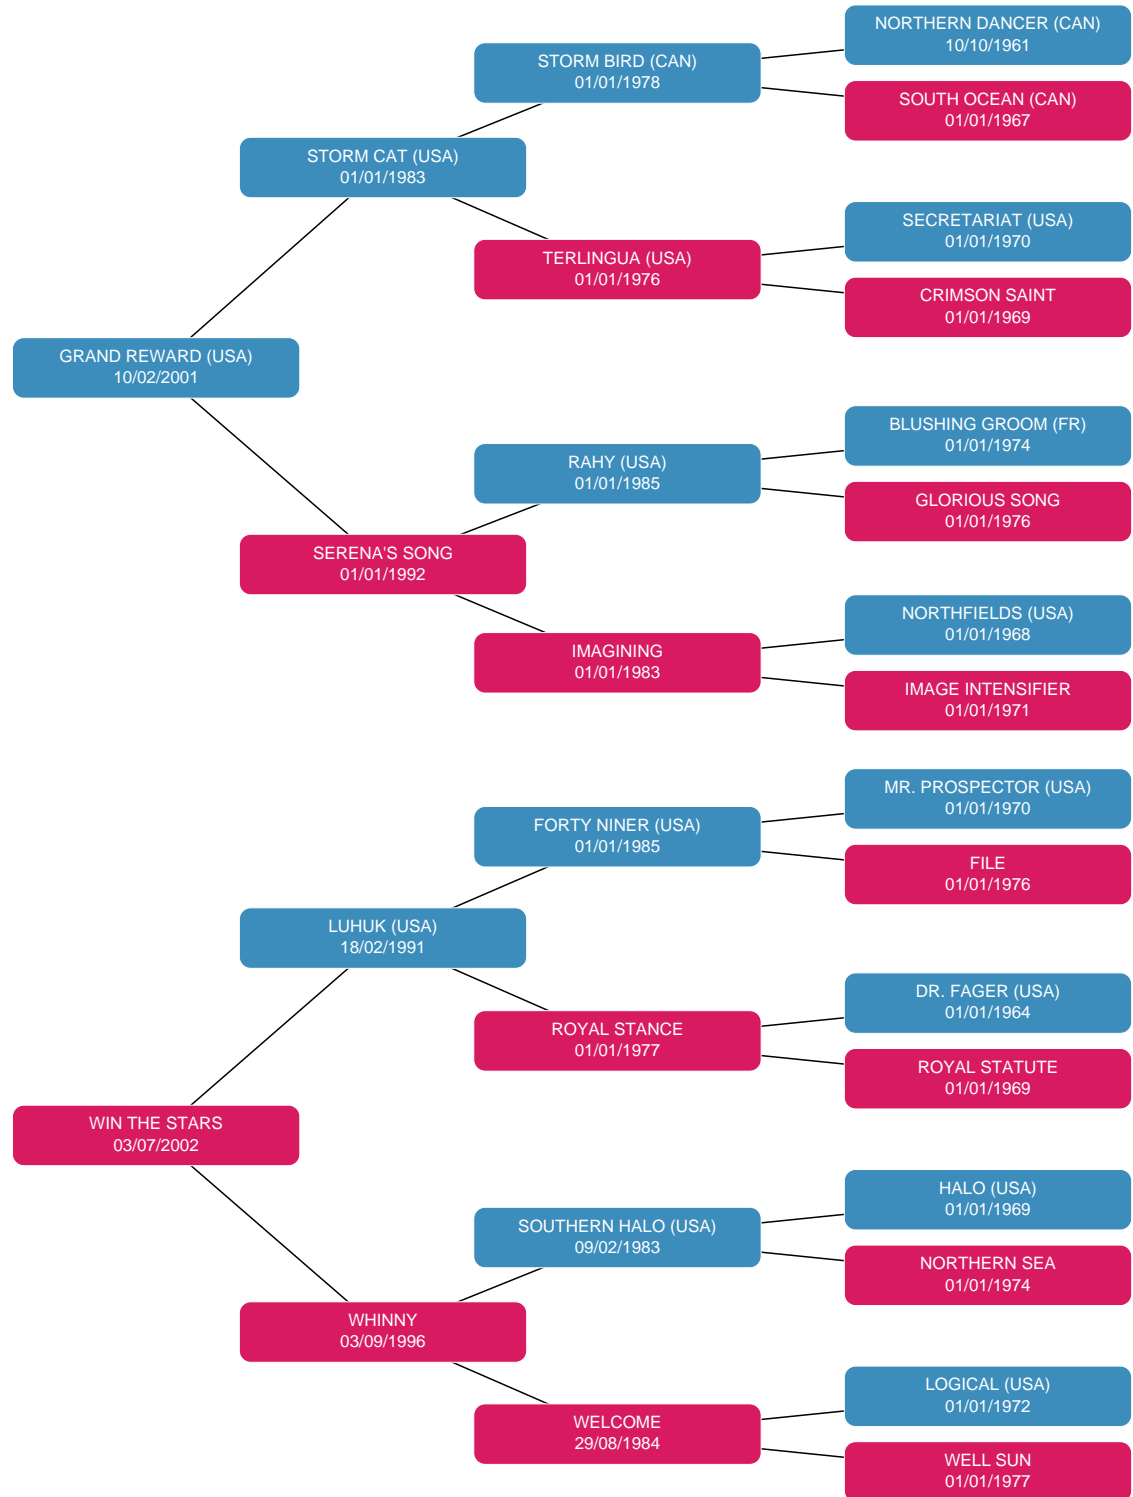 NORTHERN DANCER (CAN)
10/10/1961
STORM BIRD (CAN)
01/01/1978
SOUTH OCEAN (CAN)
01/01/1967
STORM CAT (USA)
01/01/1983
SECRETARIAT (USA)
01/01/1970
TERLINGUA (USA)
01/01/1976
CRIMSON SAINT
01/01/1969
GRAND REWARD (USA)
10/02/2001
BLUSHING GROOM (FR)
01/01/1974
RAHY (USA)
01/01/1985
GLORIOUS SONG
01/01/1976
SERENA'S SONG
01/01/1992
NORTHFIELDS (USA)
01/01/1968
IMAGINING
01/01/1983
IMAGE INTENSIFIER
01/01/1971
MR. PROSPECTOR (USA)
01/01/1970
FORTY NINER (USA)
01/01/1985
FILE
01/01/1976
LUHUK (USA)
18/02/1991
DR. FAGER (USA)
01/01/1964
ROYAL STANCE
01/01/1977
ROYAL STATUTE
01/01/1969
WIN THE STARS
03/07/2002
HALO (USA)
01/01/1969
SOUTHERN HALO (USA)
09/02/1983
NORTHERN SEA
01/01/1974
WHINNY
03/09/1996
LOGICAL (USA)
01/01/1972
WELCOME
29/08/1984
WELL SUN
01/01/1977